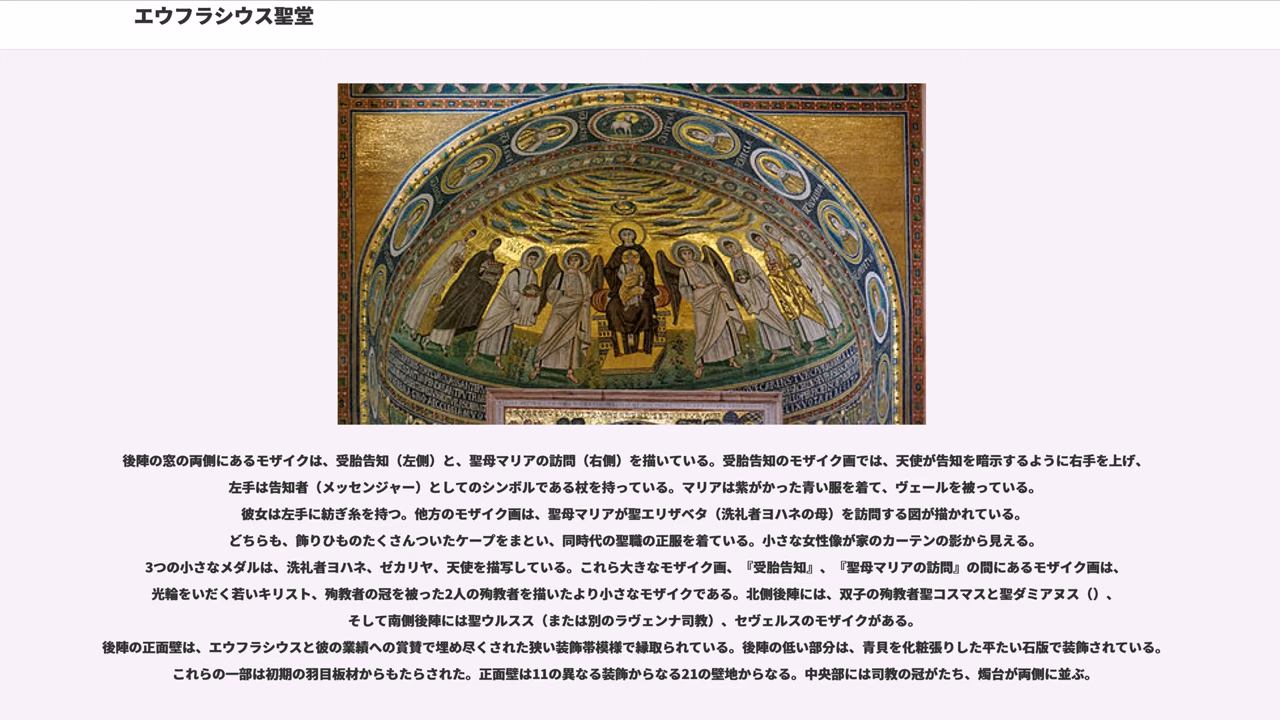 エウフラシウス聖堂
後陣の窓の両側にあるモザイクは、受胎告知（左側）と、聖母マリアの訪問（右側）を描いている。受胎告知のモザイク画では、天使が告知を暗示するように右手を上げ、
左手は告知者（メッセンジャー）としてのシンボルである杖を持っている。マリアは紫がかった青い服を着て、ヴェールを被っている。
彼女は左手に紡ぎ糸を持つ。他方のモザイク画は、聖母マリアが聖エリザベタ（洗礼者ヨハネの母）を訪問する図が描かれている。
どちらも、飾りひものたくさんついたケープをまとい、同時代の聖職の正服を着ている。小さな女性像が家のカーテンの影から見える。
3つの小さなメダルは、洗礼者ヨハネ、ゼカリヤ、天使を描写している。これら大きなモザイク画、『受胎告知』、『聖母マリアの訪問』の間にあるモザイク画は、
光輪をいだく若いキリスト、殉教者の冠を被った2人の殉教者を描いたより小さなモザイクである。北側後陣には、双子の殉教者聖コスマスと聖ダミアヌス（）、
そして南側後陣には聖ウルスス（または別のラヴェンナ司教）、セヴェルスのモザイクがある。
後陣の正面壁は、エウフラシウスと彼の業績への賞賛で埋め尽くされた狭い装飾帯模様で縁取られている。後陣の低い部分は、青貝を化粧張りした平たい石版で装飾されている。
これらの一部は初期の羽目板材からもたらされた。正面壁は11の異なる装飾からなる21の壁地からなる。中央部には司教の冠がたち、燭台が両側に並ぶ。